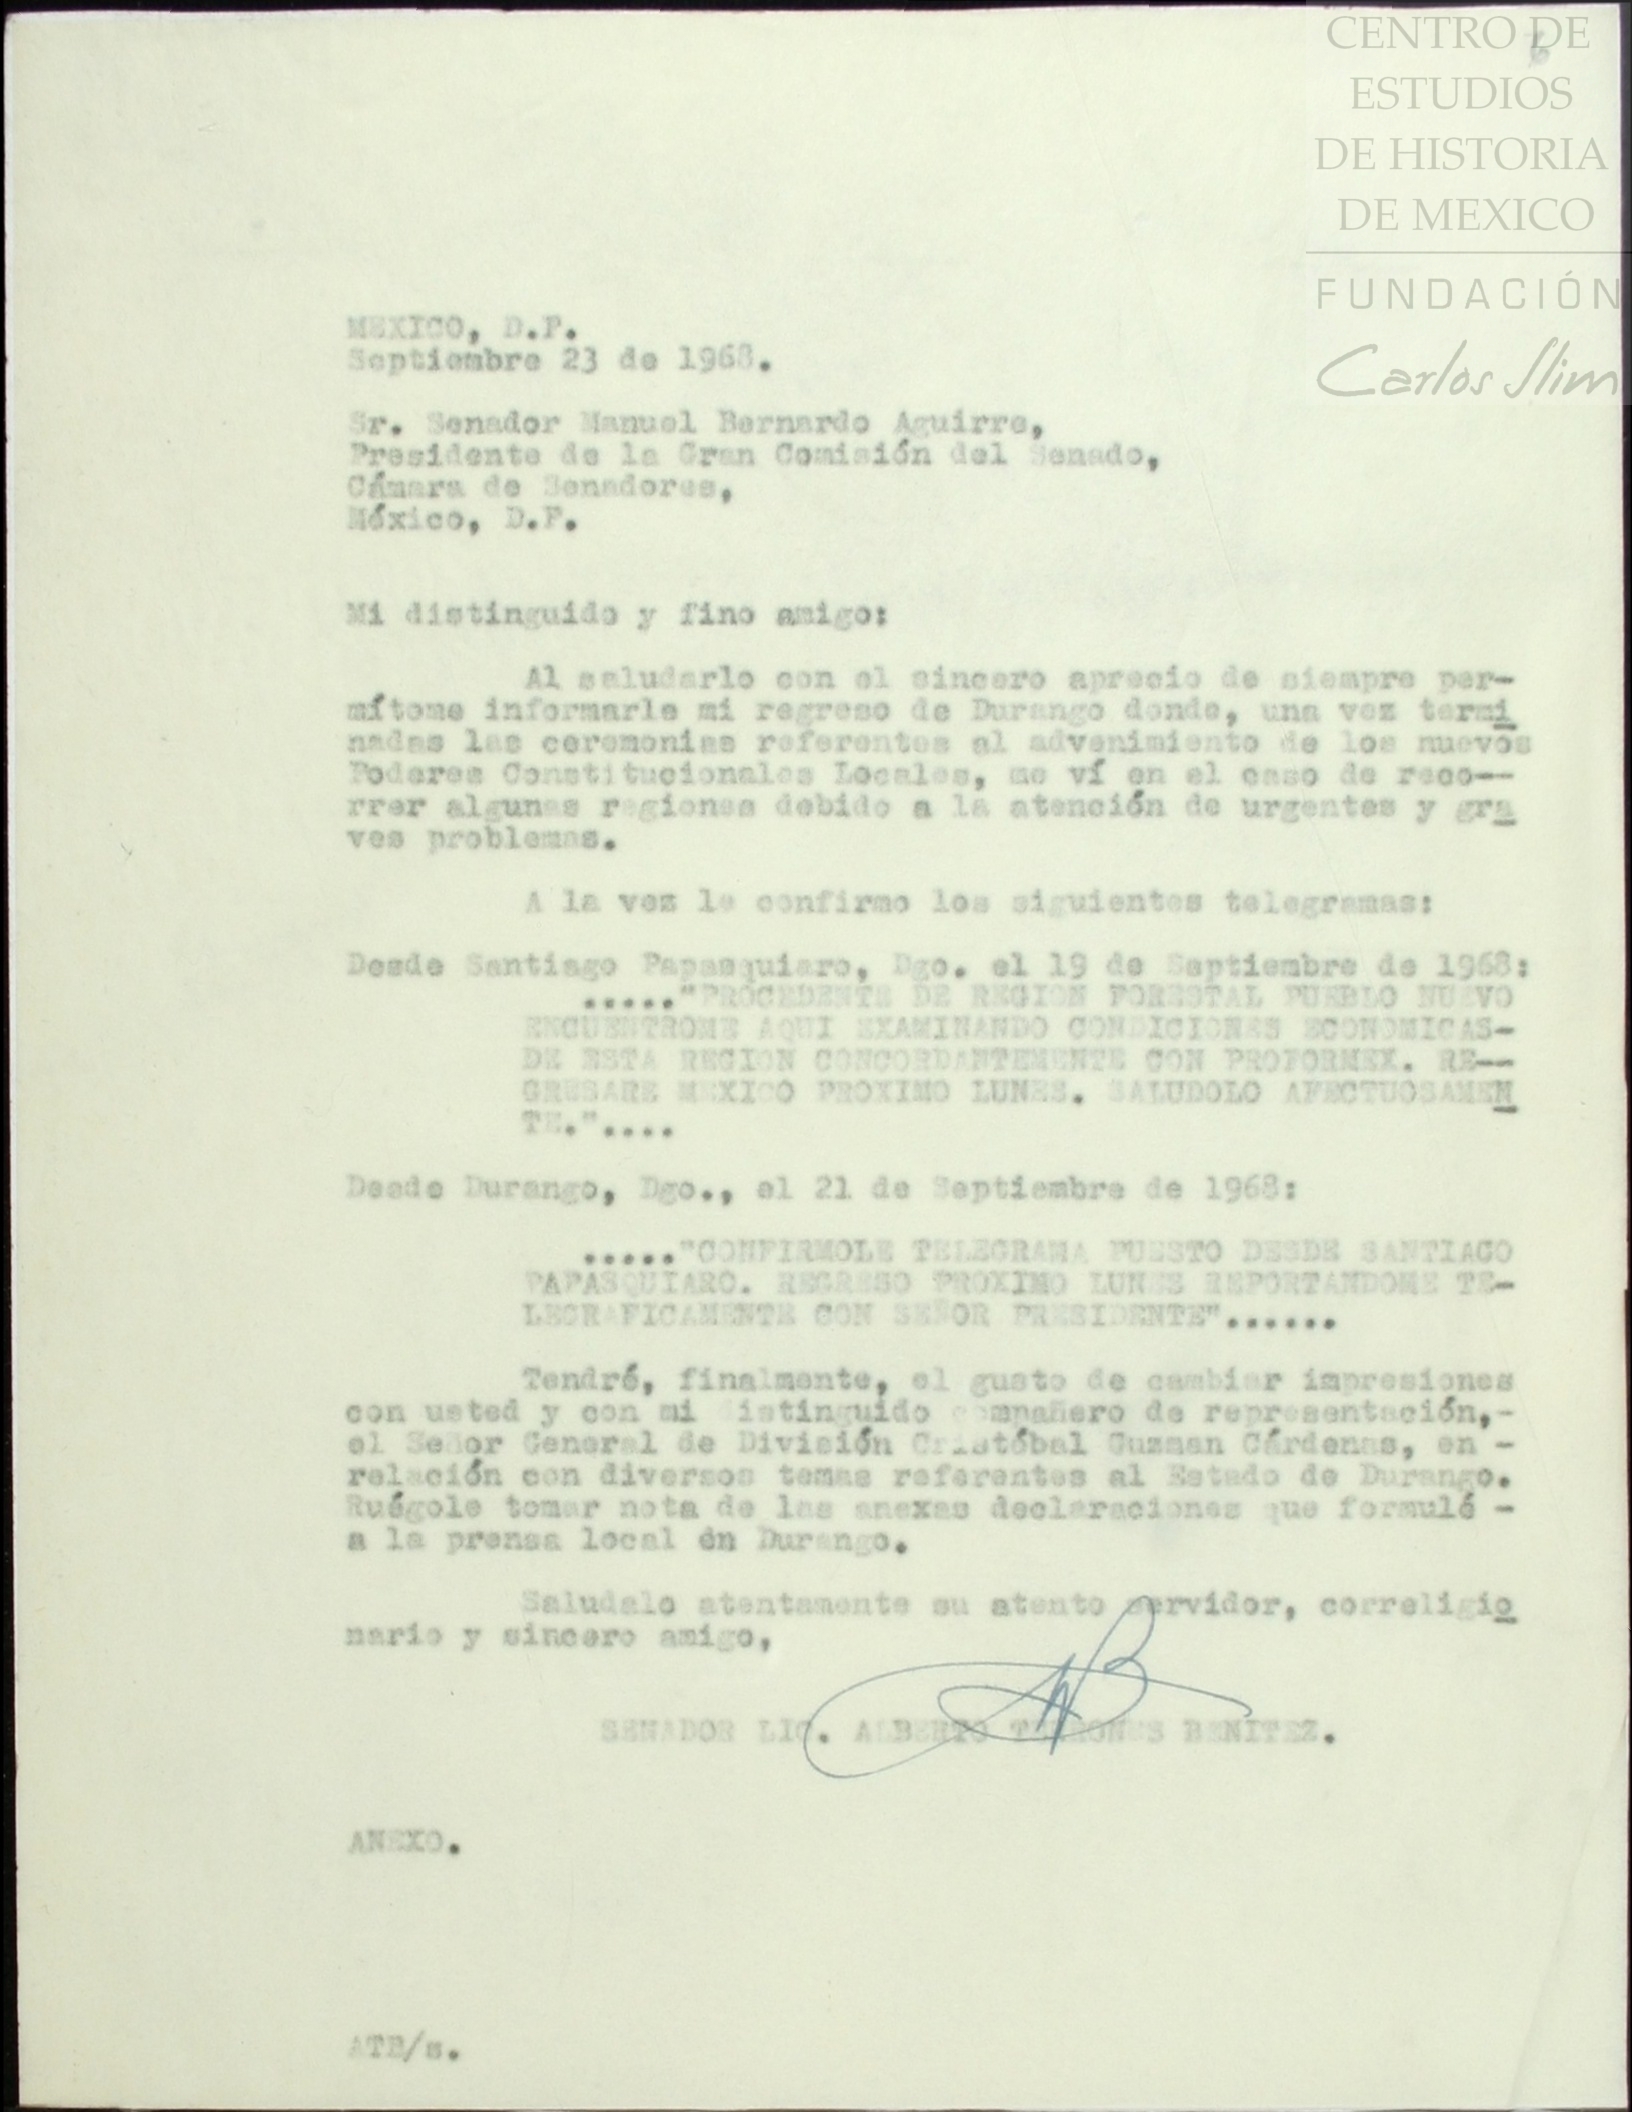 CENTRO DE
ESTUDIOS
DE HISTORIA
DE MEXICO
FUNDACIÓN
Carlos Slim
MEXICO, D.F.
Septiembre 23 de 1968.
Sr. Senador Manuel Bernardo Aguirre,
Presidente de la Gran Comisión del Senado,
Cámara de Senadores,
México, D.F.
Mi distinguido y fino amigo:
Al saludarlo con el sincero aprecio de siempre per-
mítome informarle mi regreso de Durango donde, una vez termi
nadas las ceremonias referentes al advenimiento de los nuevos
Poderes Constitucionales Locales, me ví en el caso de reco--
rrer algunas regiones debido a la atención de urgentes y gra
ves problemas.
A la vez le confirmo los siguientes telegramas:
Desde Santiago Papasquiaro, Dgo. el 19 de Septiembre de 1968:
....."PROCEDENTE DE REGION FORESTAL PUEBLO NUEVO
ENCUENTROME AQUI EXAMINANDO CONDICIONES ECONOMICAS-
DE ESTA REGION CONCORDANTEMENTE CON PROFORMEX. RE--
GRESARE MEXICO PROXIMO LUNES. SALUDOLO AFECTUOSAMEN
TE."....
Desde Durango, Dgo., el 21 de Septiembre de 1968:
....."CONFIRMOLE TELEGRAMA PUESTO DESDE SANTIAGO
PAPASQUIARO. REGRESO PROXIMO LUNES REPORTANDOME TE-
LEGRAFICAMENTE CON SEÑOR PRESIDENTE"......
Tendré, finalmente, el gusto de cambiar impresiones
con usted y con mi distinguido compañero de representación,-
el Señor General de División Cristóbal Guzman Cárdenas, en -
relación con diversos temas referentes al Estado de Durango.
Ruégole tomar nota de las anexas declaraciones que formulé -
a la prensa local en Durango.
Saludalo atentamente su atento servidor, correligio
nario y sincero amigo,
SENADOR LIC. ALBERTO TERRONES BENITEZ.
ANEXO.
ATB/s.